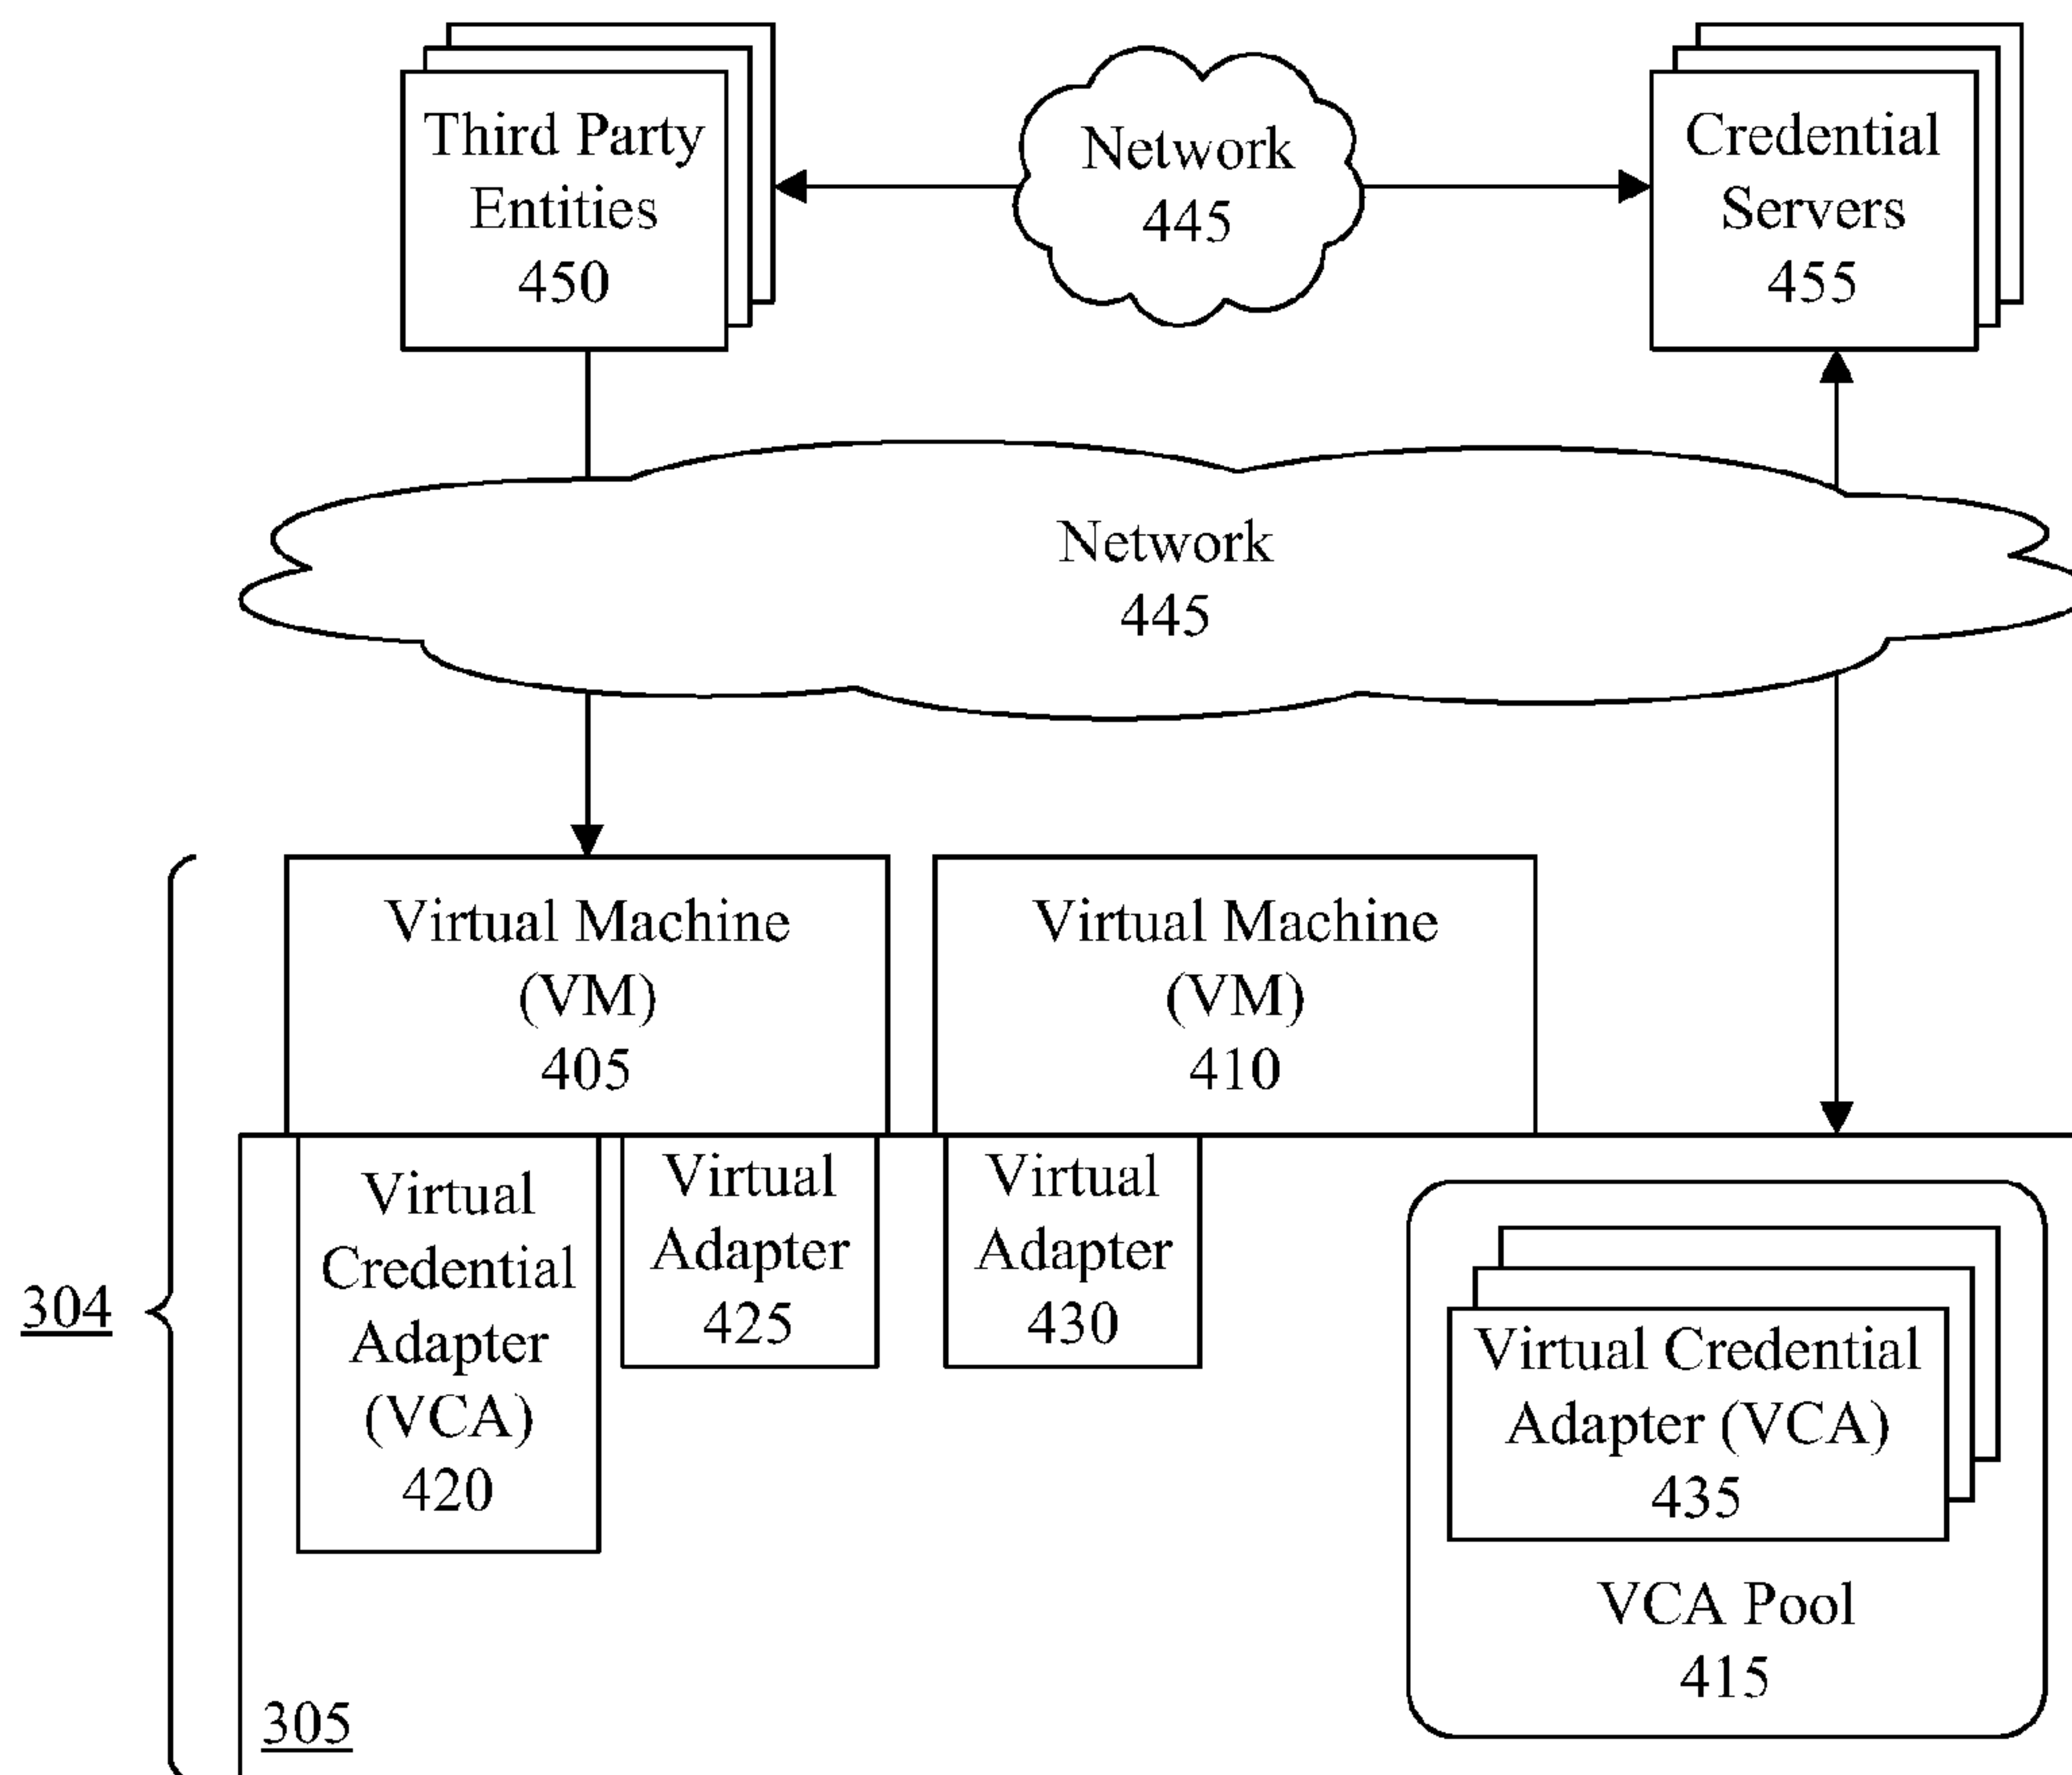 Third Party
Entities
450
Network
445
Credential
Servers
455
Network
445
Virtual Machine
(VM)
405
Virtual Machine
(VM)
410
304
Virtual
Credential
Adapter
(VCA)
420
Virtual
Adapter
425
Virtual
Adapter
430
Virtual Credential
Adapter (VCA)
435
VCA Pool
415
305